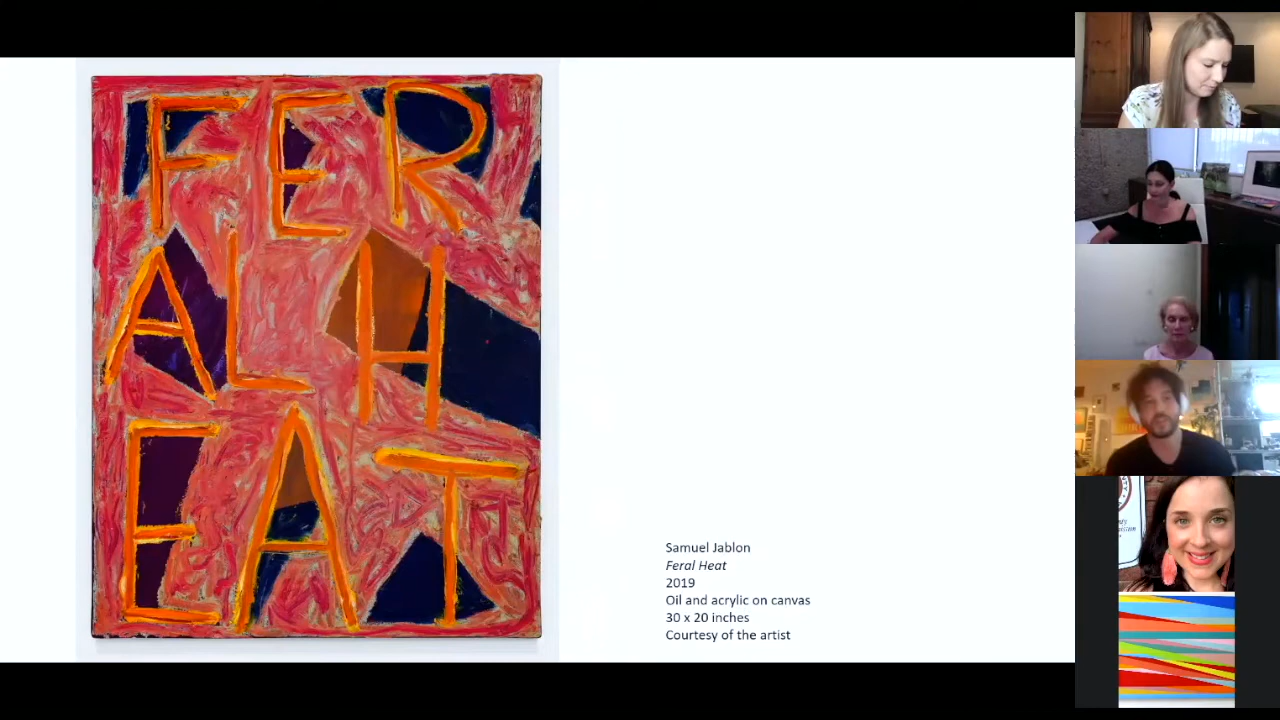 FER
ALH
EAT
Samuel Jablon
Feral Heat
2019
Oil and acrylic on canvas
30 x 20 inches
Courtesy of the artist